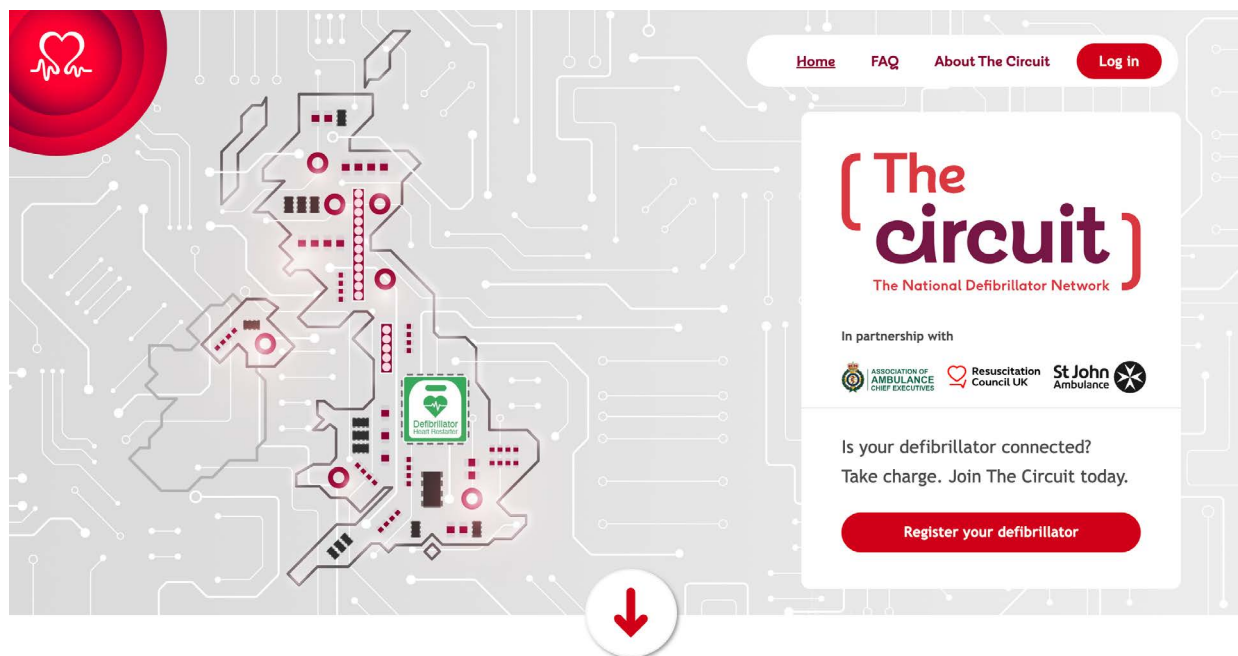 Home
FAQ
About The Circuit
Log in
The
circuit
The National Defibrillator Network
In partnership with
ASSOCIATION OF
AMBULANCE
CHIEF EXECUTIVES
Resuscitation
Council UK
St John
Ambulance
Defibrillator
Heart Restarter
Is your defibrillator connected?
Take charge. Join The Circuit today.
Register your defibrillator